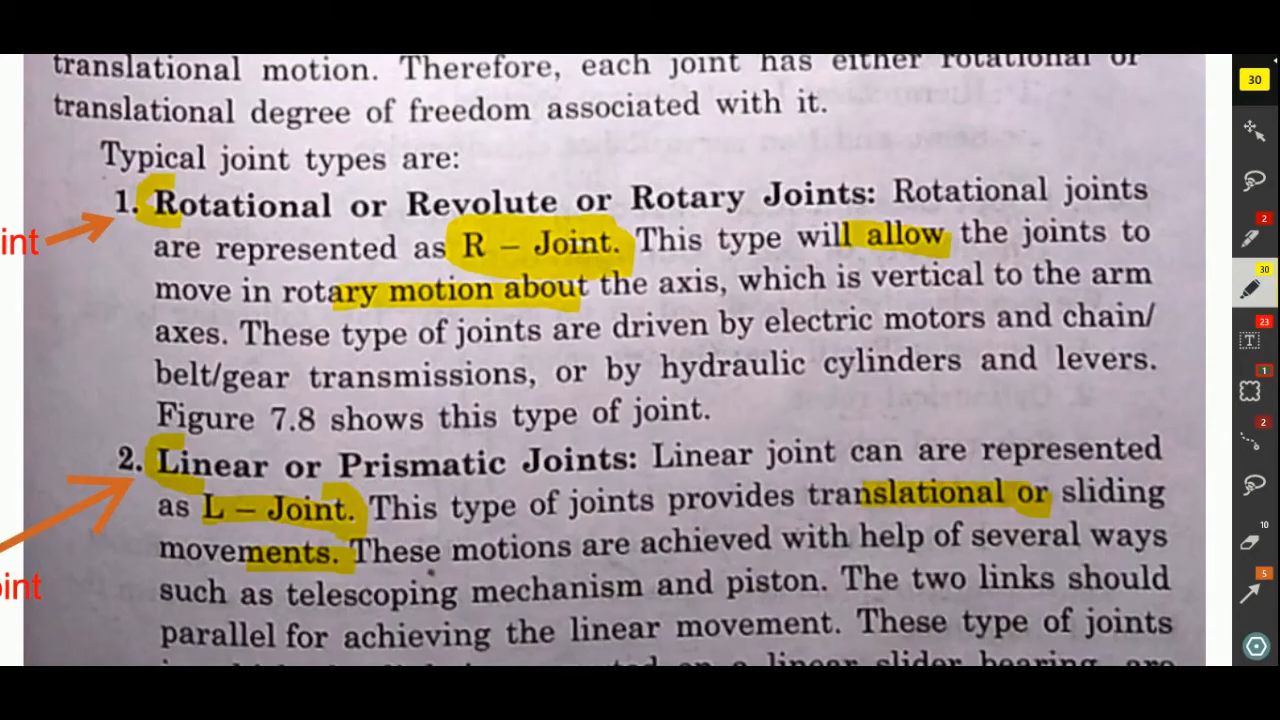 translational motion. Therefore, each joint has either rotational or
translational degree of freedom associated with it.
Typical joint types are:
1. Rotational or Revolute or Rotary Joints: Rotational joints
are represented as R – Joint. This type will allow the joints to
move in rotary motion about the axis, which is vertical to the arm
axes. These type of joints are driven by electric motors and chain/
belt/gear transmissions, or by hydraulic cylinders and levers.
Figure 7.8 shows this type of joint.
2. Linear or Prismatic Joints: Linear joint can are represented
as L – Joint. This type of joints provides translational or sliding
movements. These motions are achieved with help of several ways
such as telescoping mechanism and piston. The two links should
parallel for achieving the linear movement. These type of joints
on a linear slider bearing, are
int
oint
30
2
30
23
T
1
2
10
5